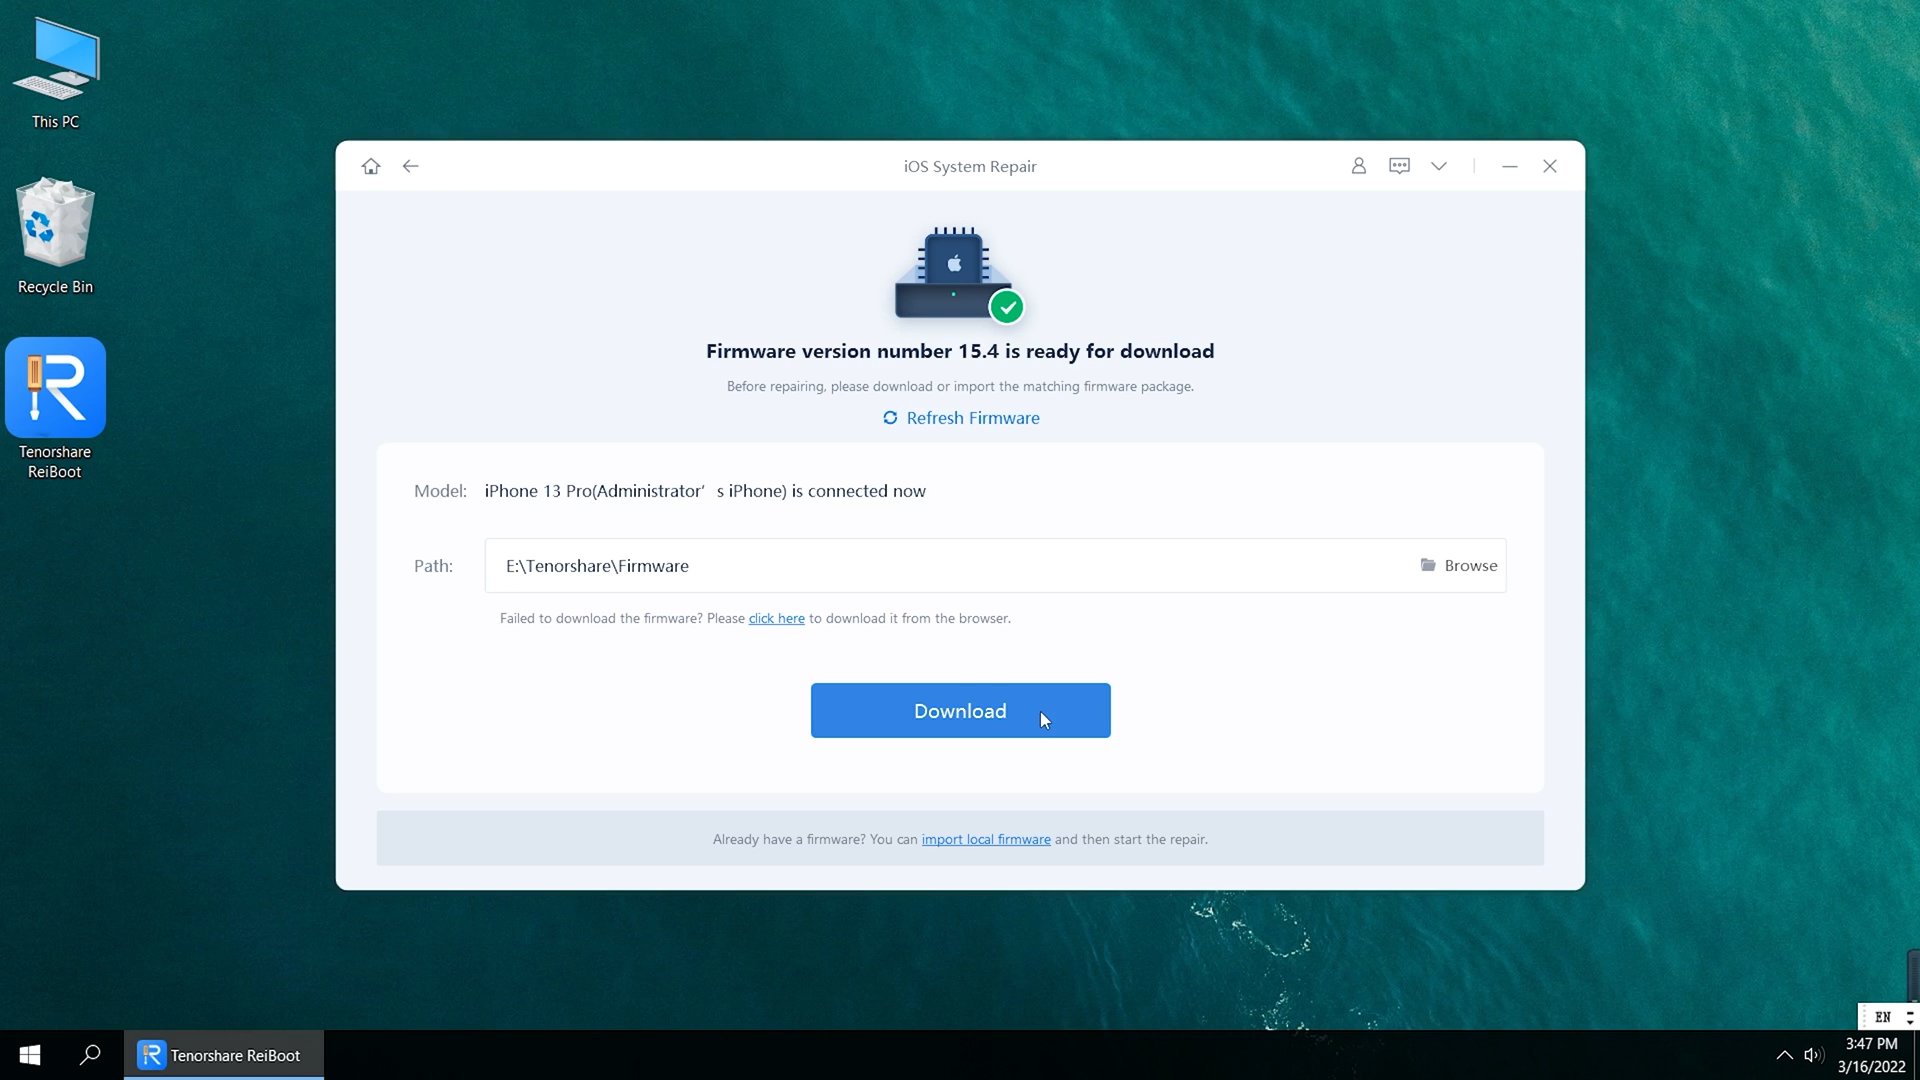 This PC
Recycle Bin
Tenorshare
ReiBoot
iOS System Repair
Firmware version number 15.4 is ready for download
Before repairing, please download or import the matching firmware package.
Refresh Firmware
Model: iPhone 13 Pro(Administrator’s iPhone) is connected now
Path: E:\Tenorshare\Firmware Browse
Failed to download the firmware? Please click here to download it from the browser.
Download
Already have a firmware? You can import local firmware and then start the repair.
EN
Tenorshare ReiBoot
3:47 PM
3/16/2022